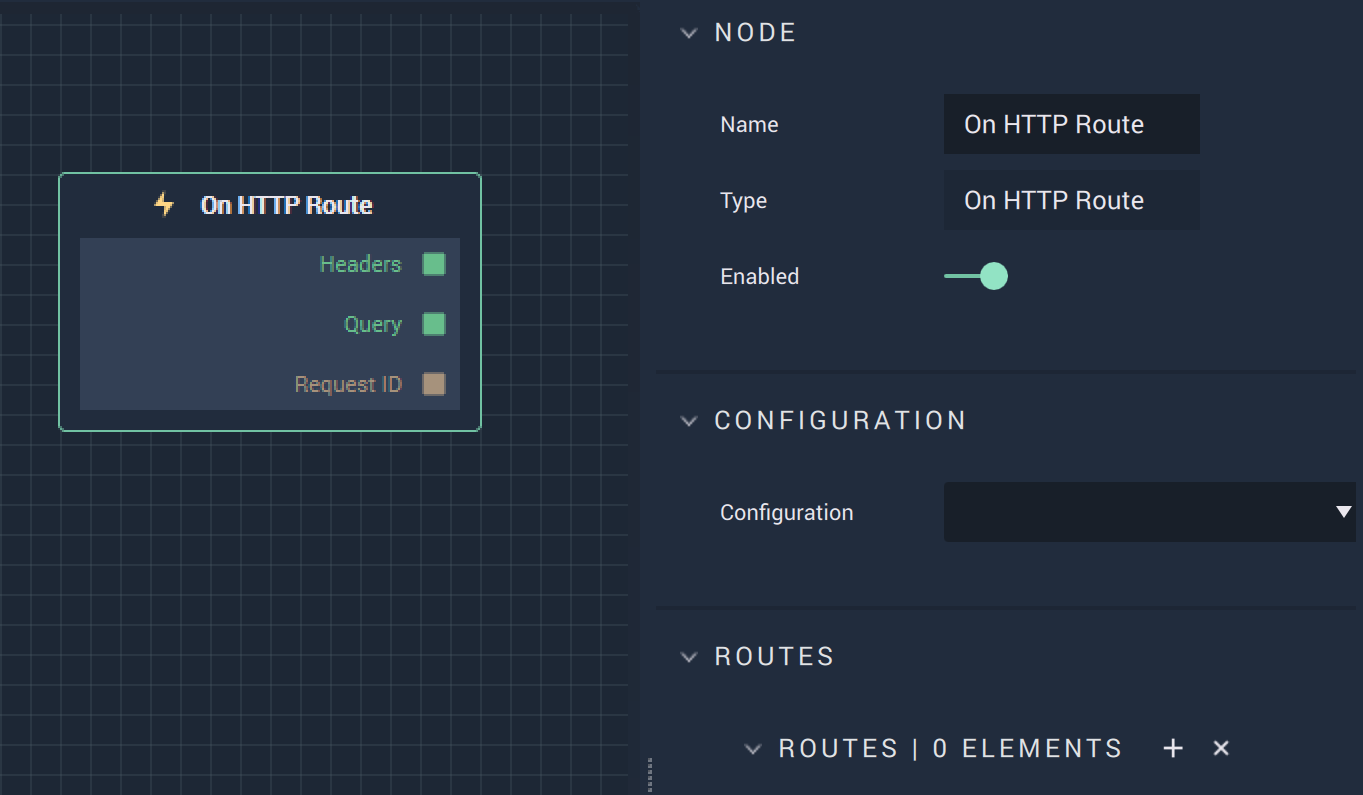 On HTTP Route
Headers
Query
Request ID
NODE
Name On HTTP Route
Type On HTTP Route
Enabled
CONFIGURATION
Configuration
ROUTES
ROUTES | 0 ELEMENTS